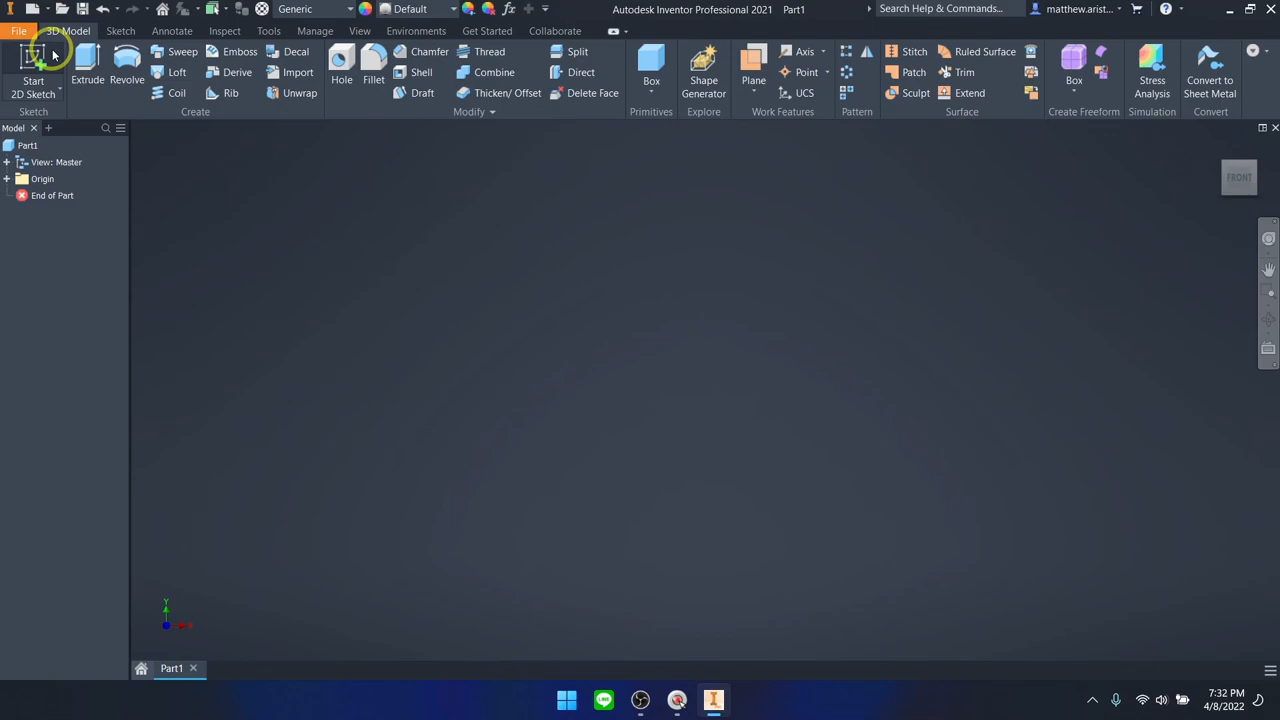 Generic
Default
Autodesk Inventor Professional 2021 Part1
Search Help & Commands...
matthew.arist...
File
3D Model
Sketch
Annotate
Inspect
Tools
Manage
View
Environments
Get Started
Collaborate
Start
2D Sketch
Sketch
Extrude
Revolve
Sweep
Loft
Coil
Emboss
Derive
Rib
Decal
Import
Unwrap
Create
Hole
Fillet
Chamfer
Shell
Draft
Thread
Combine
Thicken/ Offset
Split
Direct
Delete Face
Modify
Box
Primitives
Shape
Generator
Explore
Plane
Axis
Point
UCS
Work Features
Pattern
Stitch
Patch
Sculpt
Ruled Surface
Trim
Extend
Surface
Box
Create Freeform
Stress
Analysis
Simulation
Convert to
Sheet Metal
Convert
Model
Part1
View: Master
Origin
End of Part
FRONT
Y
X
Part1
7:32 PM
4/8/2022